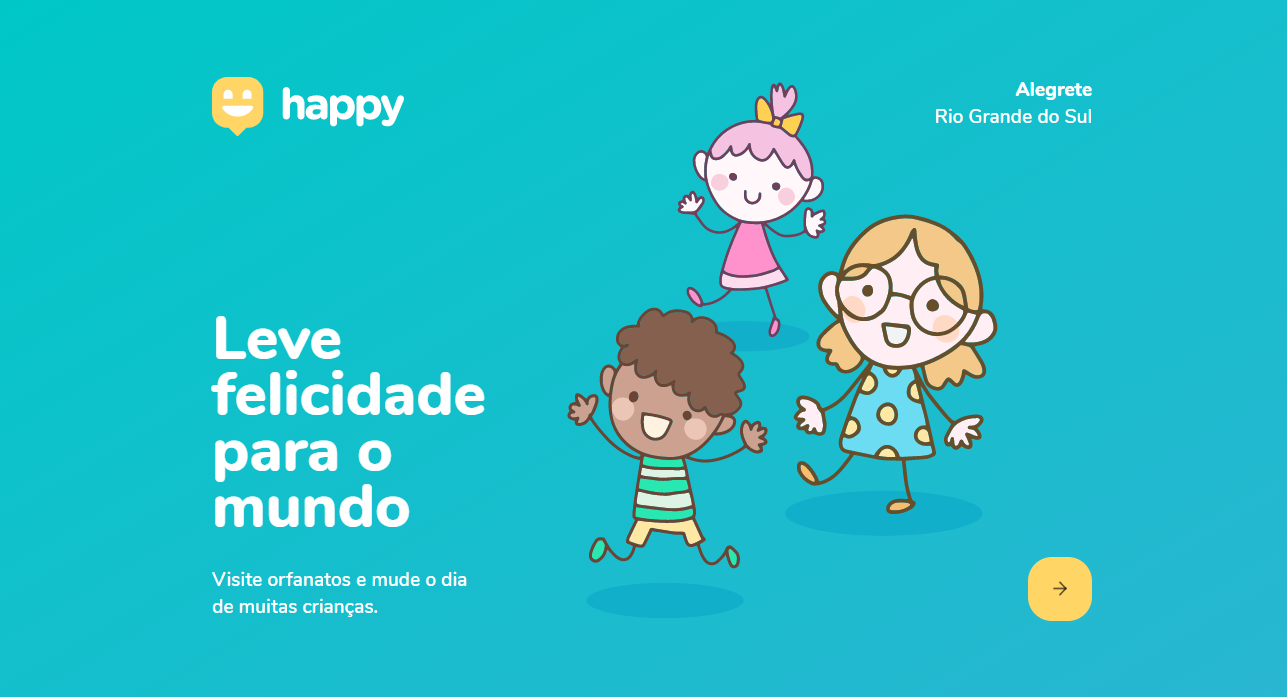 happy
Alegrete
Rio Grande do Sul
Leve
felicidade
para o
mundo
Visite orfanatos e mude o dia
de muitas crianças.